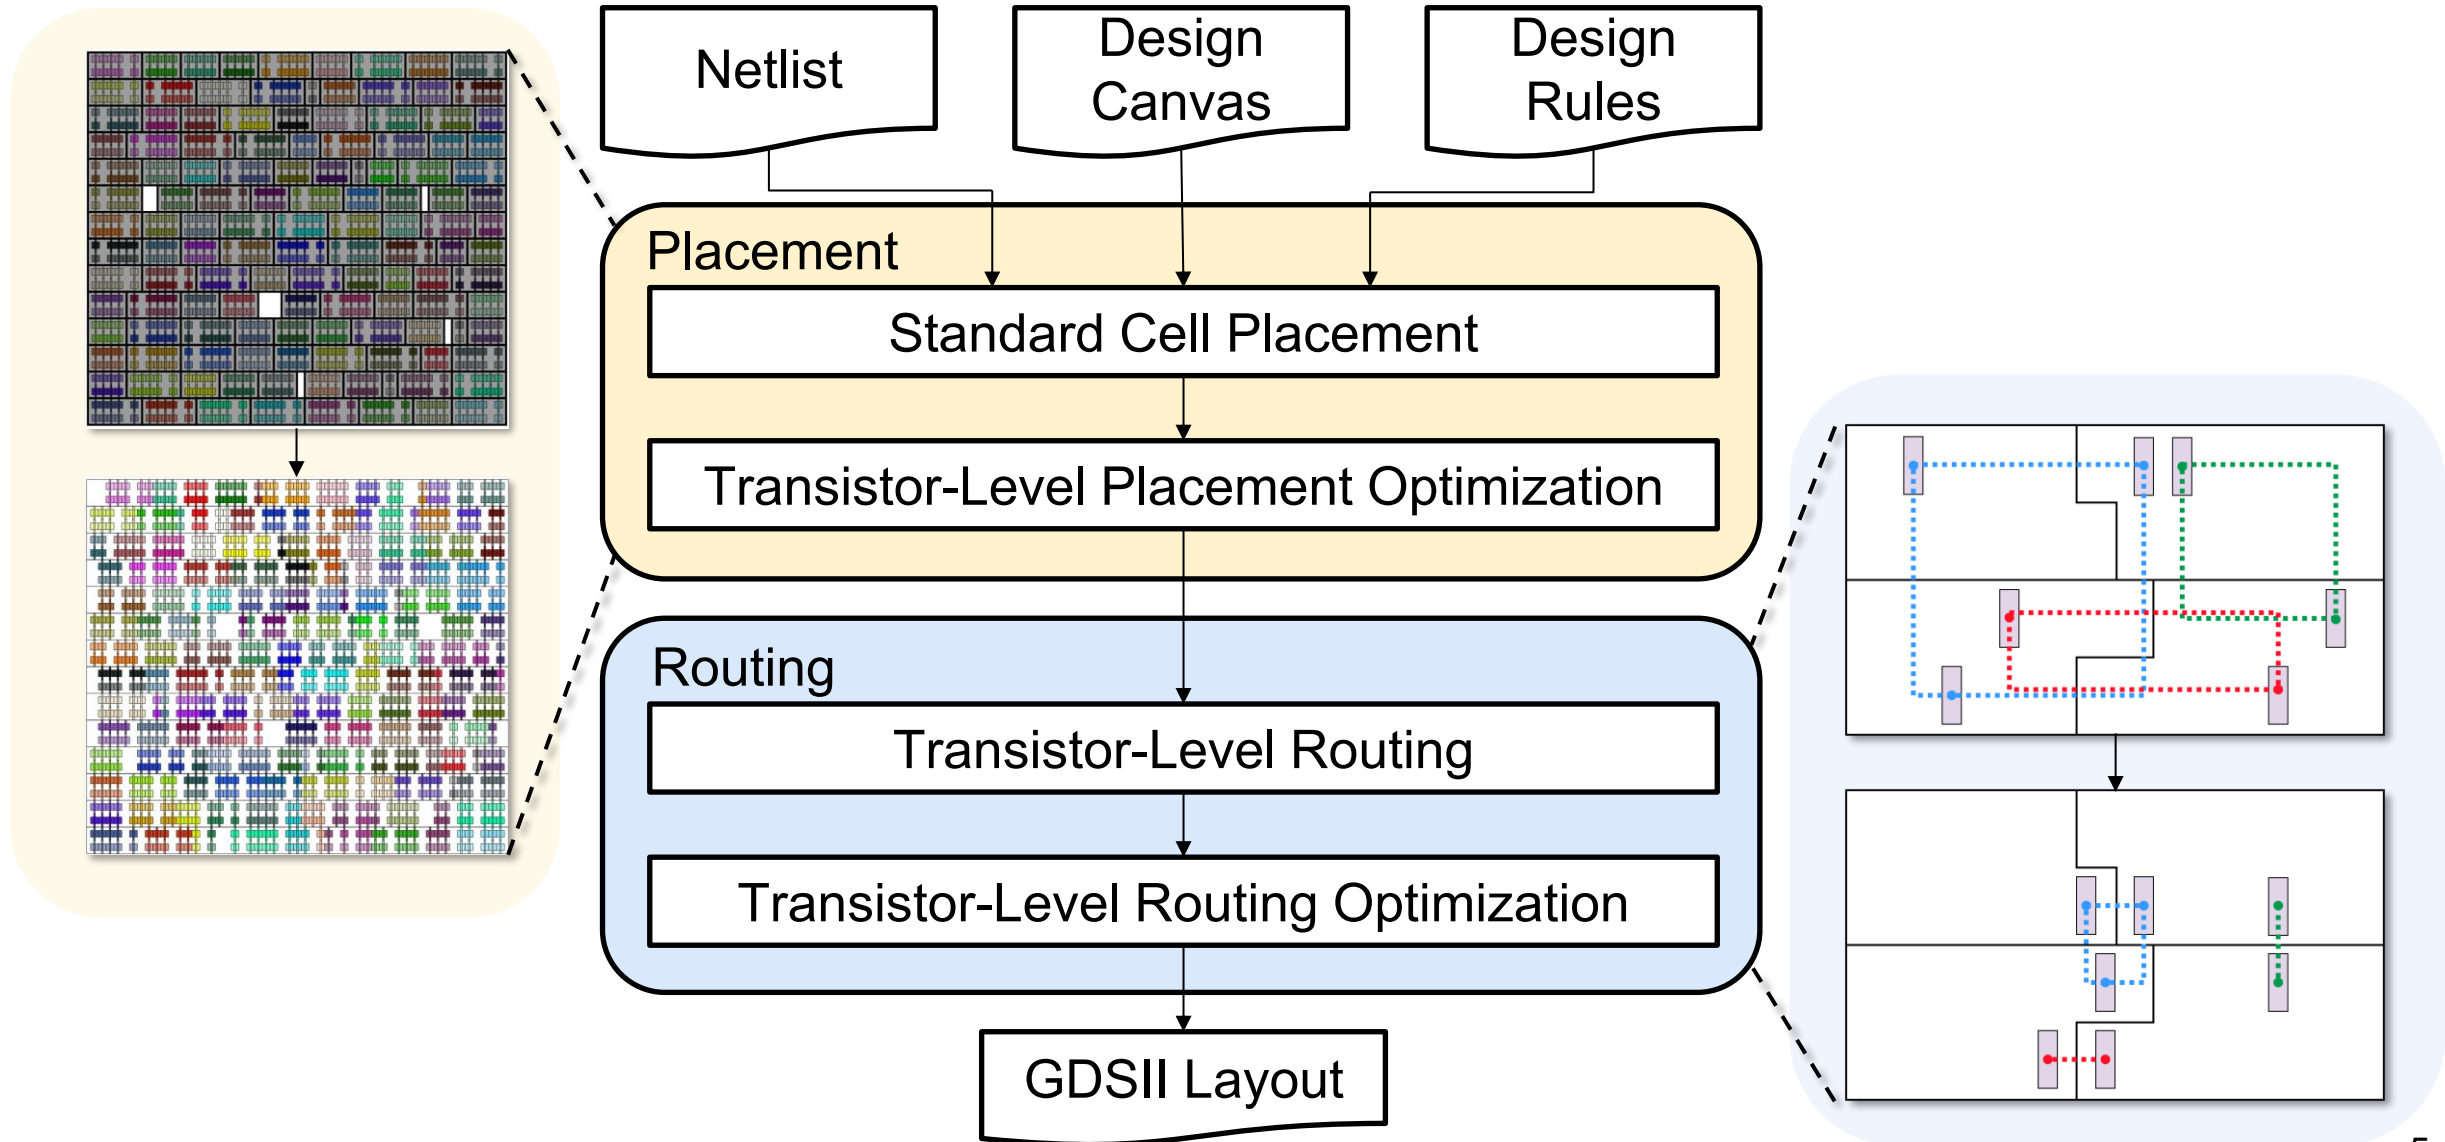 Netlist
Design
Canvas
Design
Rules
Placement
Standard Cell Placement
Transistor-Level Placement Optimization
Routing
Transistor-Level Routing
Transistor-Level Routing Optimization
GDSII Layout